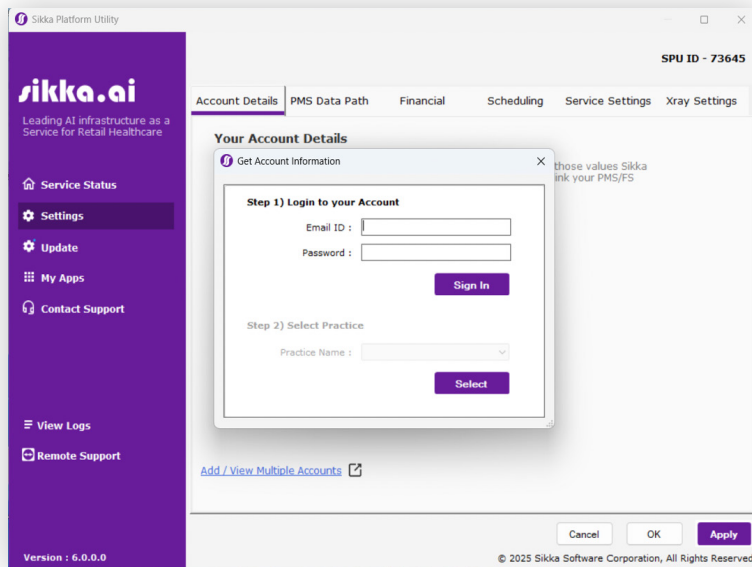 Sikka Platform Utility
SPU ID - 73645
sikka.ai
Leading AI infrastructure as a
Service for Retail Healthcare
Service Status
Settings
Update
My Apps
Contact Support
View Logs
Remote Support
Version : 6.0.0.0
Account Details PMS Data Path Financial Scheduling Service Settings Xray Settings
Your Account Details
those values Sikka
ink your PMS/FS
Get Account Information
Step 1) Login to your Account
Email ID :
Password :
Sign In
Step 2) Select Practice
Practice Name :
Select
Add / View Multiple Accounts
Cancel OK Apply
© 2025 Sikka Software Corporation, All Rights Reserved